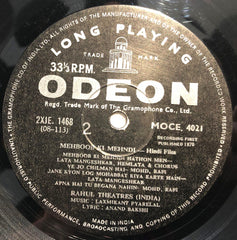 LONG PLAYING
TRADE MARK
33⅓ R.P.M.
ODEON
Regd. Trade Mark of The Gramophone Co., Ltd.
2XJE. 1468
(08-113)
2
MOCE. 4021
RECORDING FIRST
PUBLISHED 1970
MEHBOOB KI MEHNDI — Hindi Film
MEHBOOB KI MEHNDI HATHON MEN-
LATA MANGESHKAR, HEMLATA & CHORUS
YE JO CHILMAN HAI- MOHD. RAFI
JANE KYON LOG MOHABBAT KIYA KARTE HAIN-
LATA MANGESHKAR
APNA HAI TU BEGANA NAHIN- MOHD. RAFI
RAHUL THEATRES (INDIA)
MUSIC: LAXMIKANT PYARELAL
LYRIC: ANAND BAKSHI
MADE IN INDIA